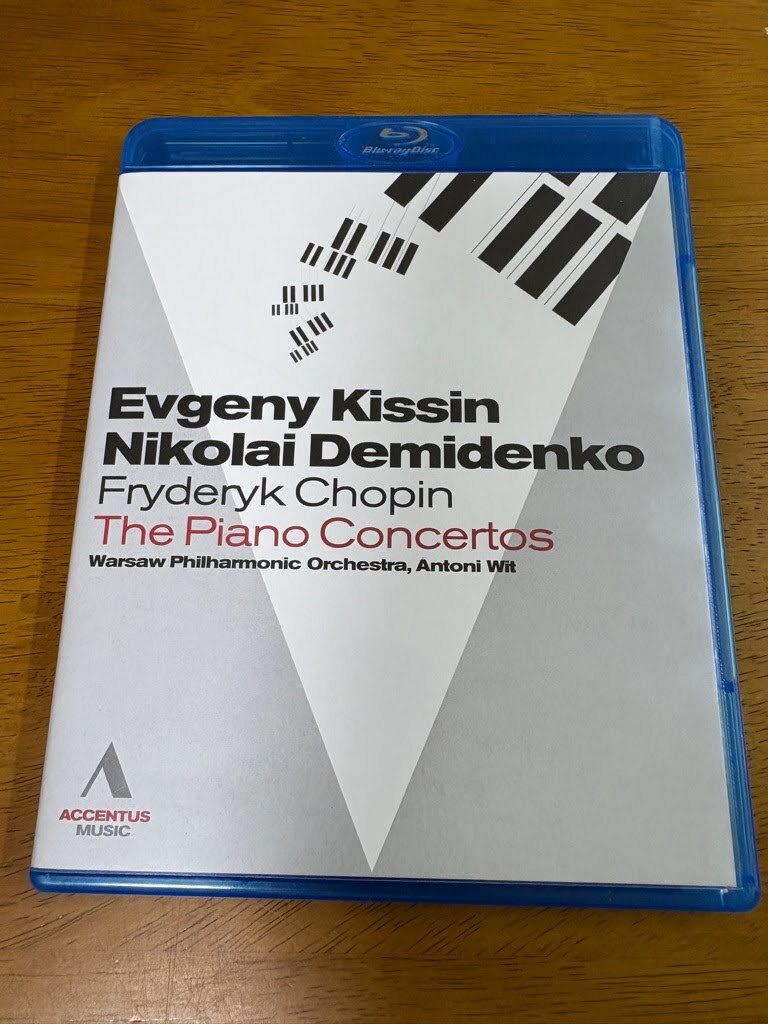 Blu-ray Disc
Evgeny Kissin
Nikolai Demidenko
Fryderyk Chopin
The Piano Concertos
Warsaw Philharmonic Orchestra, Antoni Wit
ACCENTUS
MUSIC